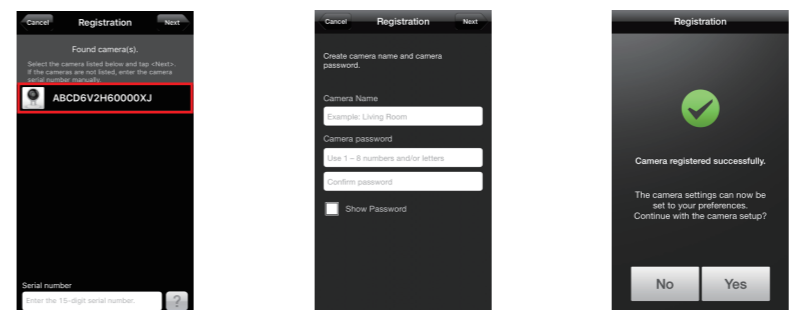 Cancel Registration Next
Found camera(s).
Select the camera listed below and tap <Next>.
If the cameras are not listed, enter the camera
serial number manually.
ABCD6V2H60000XJ
Serial number
Enter the 15-digit serial number.
?
Cancel Registration Next
Create camera name and camera
password.
Camera Name
Example: Living Room
Camera password
Use 1 – 8 numbers and/or letters
Confirm password
Show Password
Registration
Camera registered successfully.
The camera settings can now be
set to your preferences.
Continue with the camera setup?
No Yes